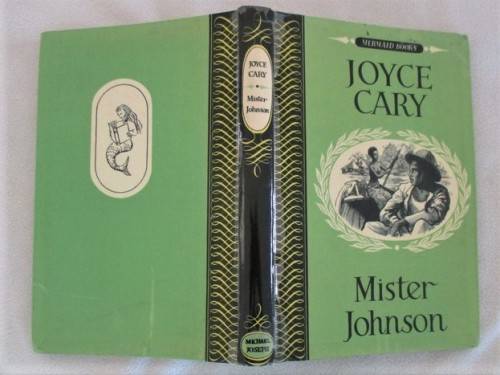 JOYCE
CARY
Mister
Johnson
MICHAEL
JOSEPH
MERMAID BOOKS
JOYCE
CARY
Mister
Johnson